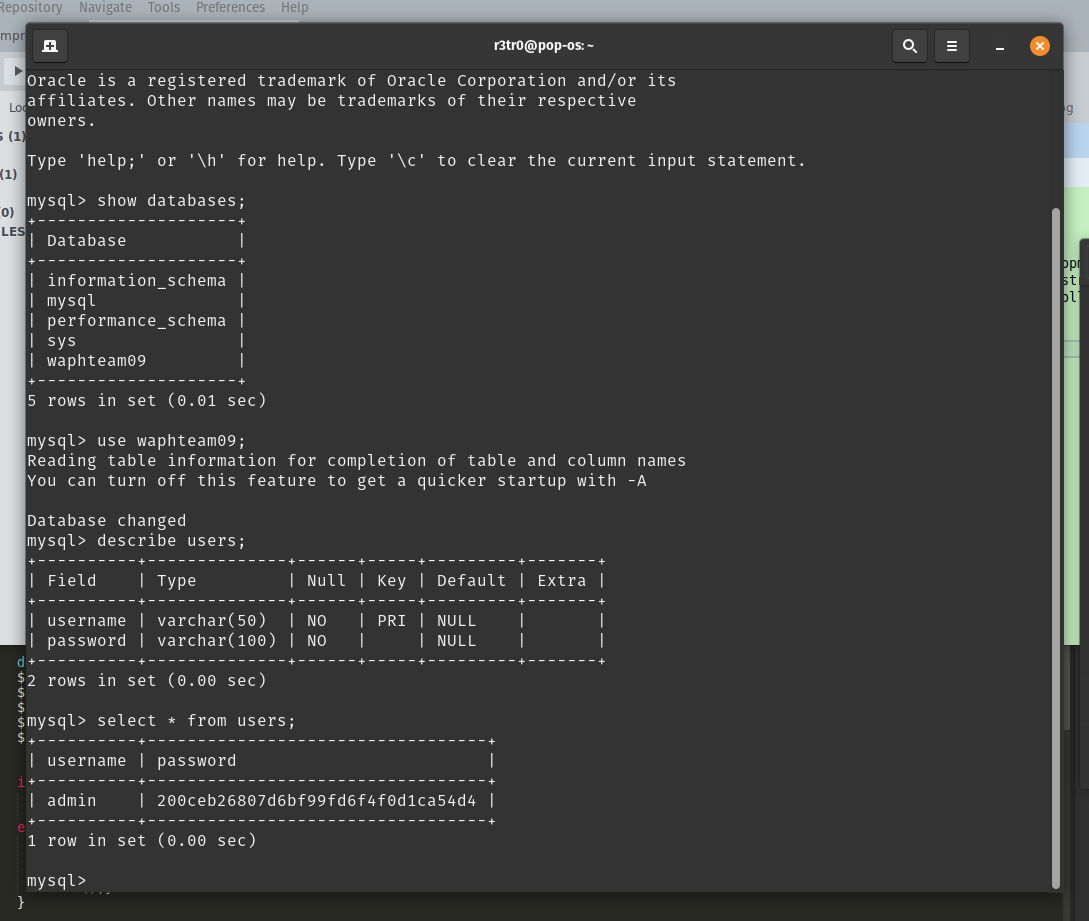 Repository Navigate Tools Preferences Help
r3tr0@pop-os: ~
Oracle is a registered trademark of Oracle Corporation and/or its
affiliates. Other names may be trademarks of their respective
owners.
Type 'help;' or '\h' for help. Type '\c' to clear the current input statement.
mysql> show databases;
+--------------------+
| Database           |
+--------------------+
| information_schema |
| mysql              |
| performance_schema |
| sys                |
| waphteam09         |
+--------------------+
5 rows in set (0.01 sec)
mysql> use waphteam09;
Reading table information for completion of table and column names
You can turn off this feature to get a quicker startup with -A
Database changed
mysql> describe users;
+----------+--------------+------+-----+---------+-------+
| Field    | Type         | Null | Key | Default | Extra |
+----------+--------------+------+-----+---------+-------+
| username | varchar(50)  | NO   | PRI | NULL    |       |
| password | varchar(100) | NO   |     | NULL    |       |
+----------+--------------+------+-----+---------+-------+
2 rows in set (0.00 sec)
mysql> select * from users;
+----------+----------------------------------+
| username | password                         |
+----------+----------------------------------+
| admin    | 200ceb26807d6bf99fd6f4f0d1ca54d4 |
+----------+----------------------------------+
1 row in set (0.00 sec)
mysql>
}